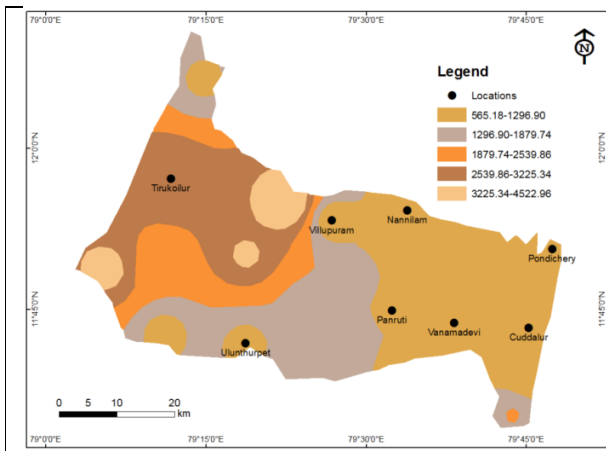 79°0'0"E 79°15'0"E 79°30'0"E 79°45'0"E
N
Legend
Locations
565.18-1296.90
1296.90-1879.74
1879.74-2539.86
2539.86-3225.34
3225.34-4522.96
12°0'0"N
12°0'0"N
Tirukoilur
Villupuram
Nannilam
Pondichery
11°45'0"N
11°45'0"N
Panruti
Vanamadevi
Cuddalur
Ulunthurpet
0 5 10 20
km
79°0'0"E 79°15'0"E 79°30'0"E 79°45'0"E